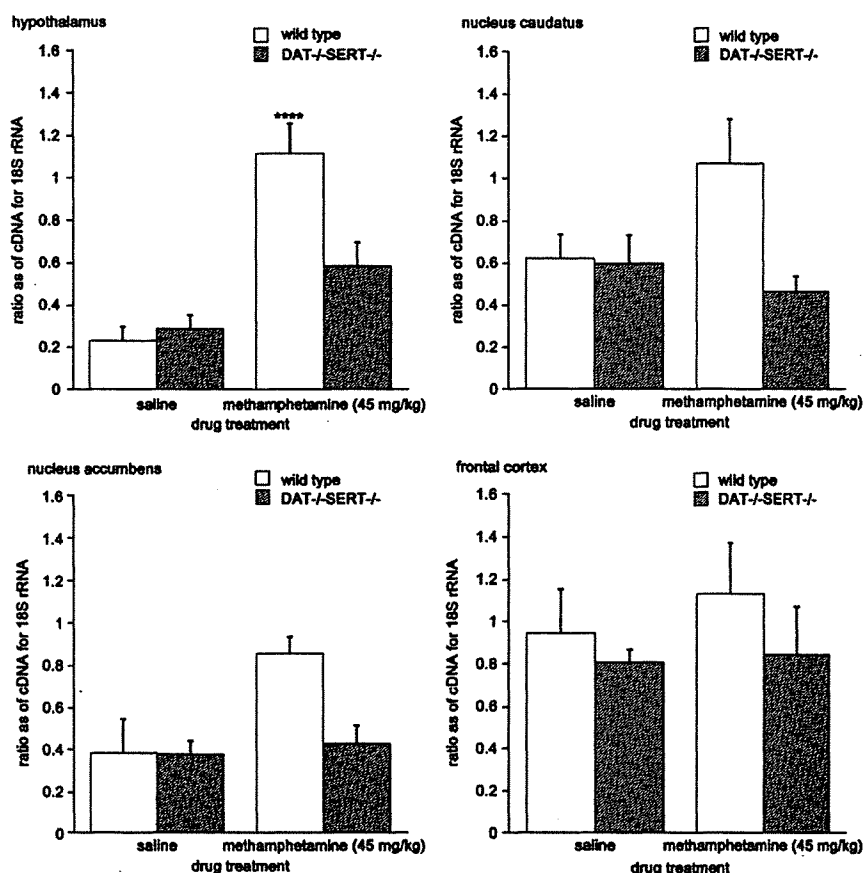 hypothalamus
wild type
DAT-/-SERT-/-
1.6
1.4
1.2
1
0.8
0.6
0.4
0.2
0
ratio as of cDNA for 18S rRNA
****
saline
methamphetamine (45 mg/kg)
drug treatment
nucleus caudatus
wild type
DAT-/-SERT-/-
1.6
1.4
1.2
1
0.8
0.6
0.4
0.2
0
ratio as of cDNA for 18S rRNA
saline
methamphetamine (45 mg/kg)
drug treatment
nucleus accumbens
wild type
DAT-/-SERT-/-
1.6
1.4
1.2
1
0.8
0.6
0.4
0.2
0
ratio as of cDNA for 18S rRNA
saline
methamphetamine (45 mg/kg)
drug treatment
frontal cortex
wild type
DAT-/-SERT-/-
1.6
1.4
1.2
1
0.8
0.6
0.4
0.2
0
ratio as of cDNA for 18S rRNA
saline
methamphetamine (45 mg/kg)
drug treatment